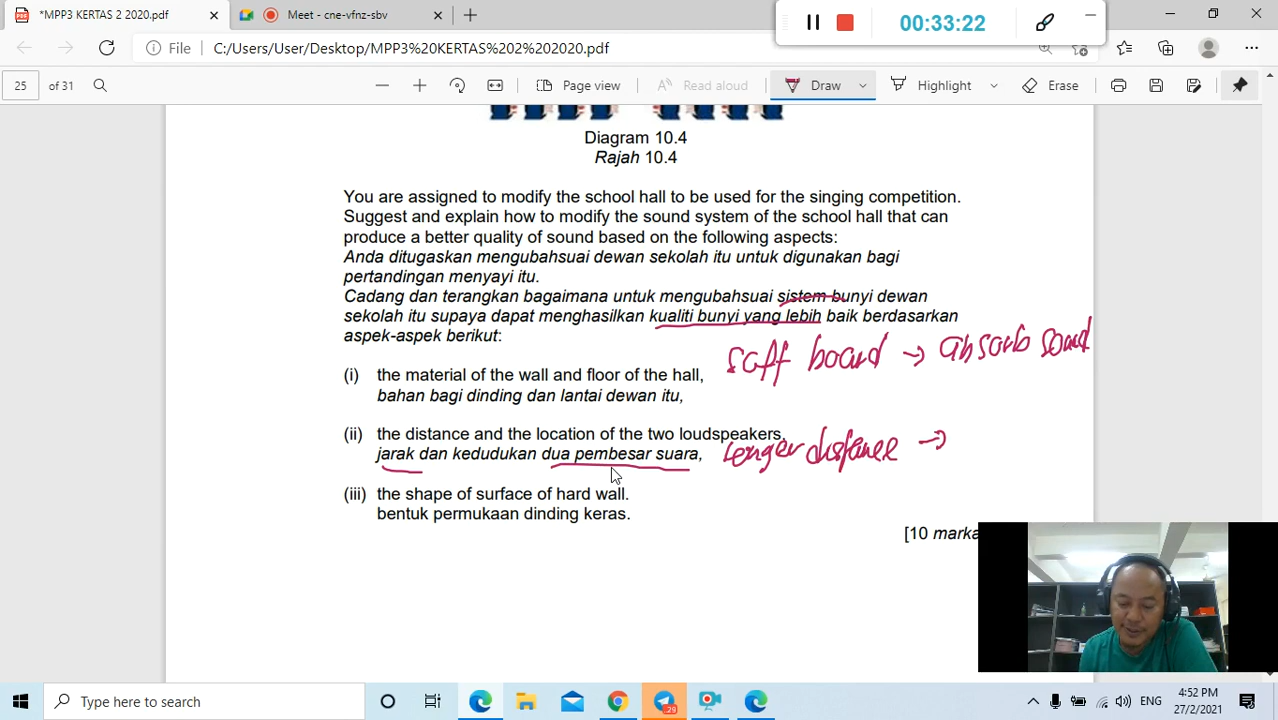 *MPP3 KERTAS 2 2020.pdf
Meet - cne-vfnz-sbv
00:33:22
File
C:/Users/User/Desktop/MPP3%20KERTAS%202%202020.pdf
25 of 31
Page view
Read aloud
Draw
Highlight
Erase
Diagram 10.4
Rajah 10.4
You are assigned to modify the school hall to be used for the singing competition.
Suggest and explain how to modify the sound system of the school hall that can
produce a better quality of sound based on the following aspects:
Anda ditugaskan mengubahsuai dewan sekolah itu untuk digunakan bagi
pertandingan menyayi itu.
Cadang dan terangkan bagaimana untuk mengubahsuai sistem bunyi dewan
sekolah itu supaya dapat menghasilkan kualiti bunyi yang lebih baik berdasarkan
aspek-aspek berikut:
soff board → absorb sound
(i) the material of the wall and floor of the hall,
bahan bagi dinding dan lantai dewan itu,
(ii) the distance and the location of the two loudspeakers,
jarak dan kedudukan dua pembesar suara,
longer distance →
(iii) the shape of surface of hard wall.
bentuk permukaan dinding keras.
[10 marka
Type here to search
29
ENG
4:52 PM
27/2/2021